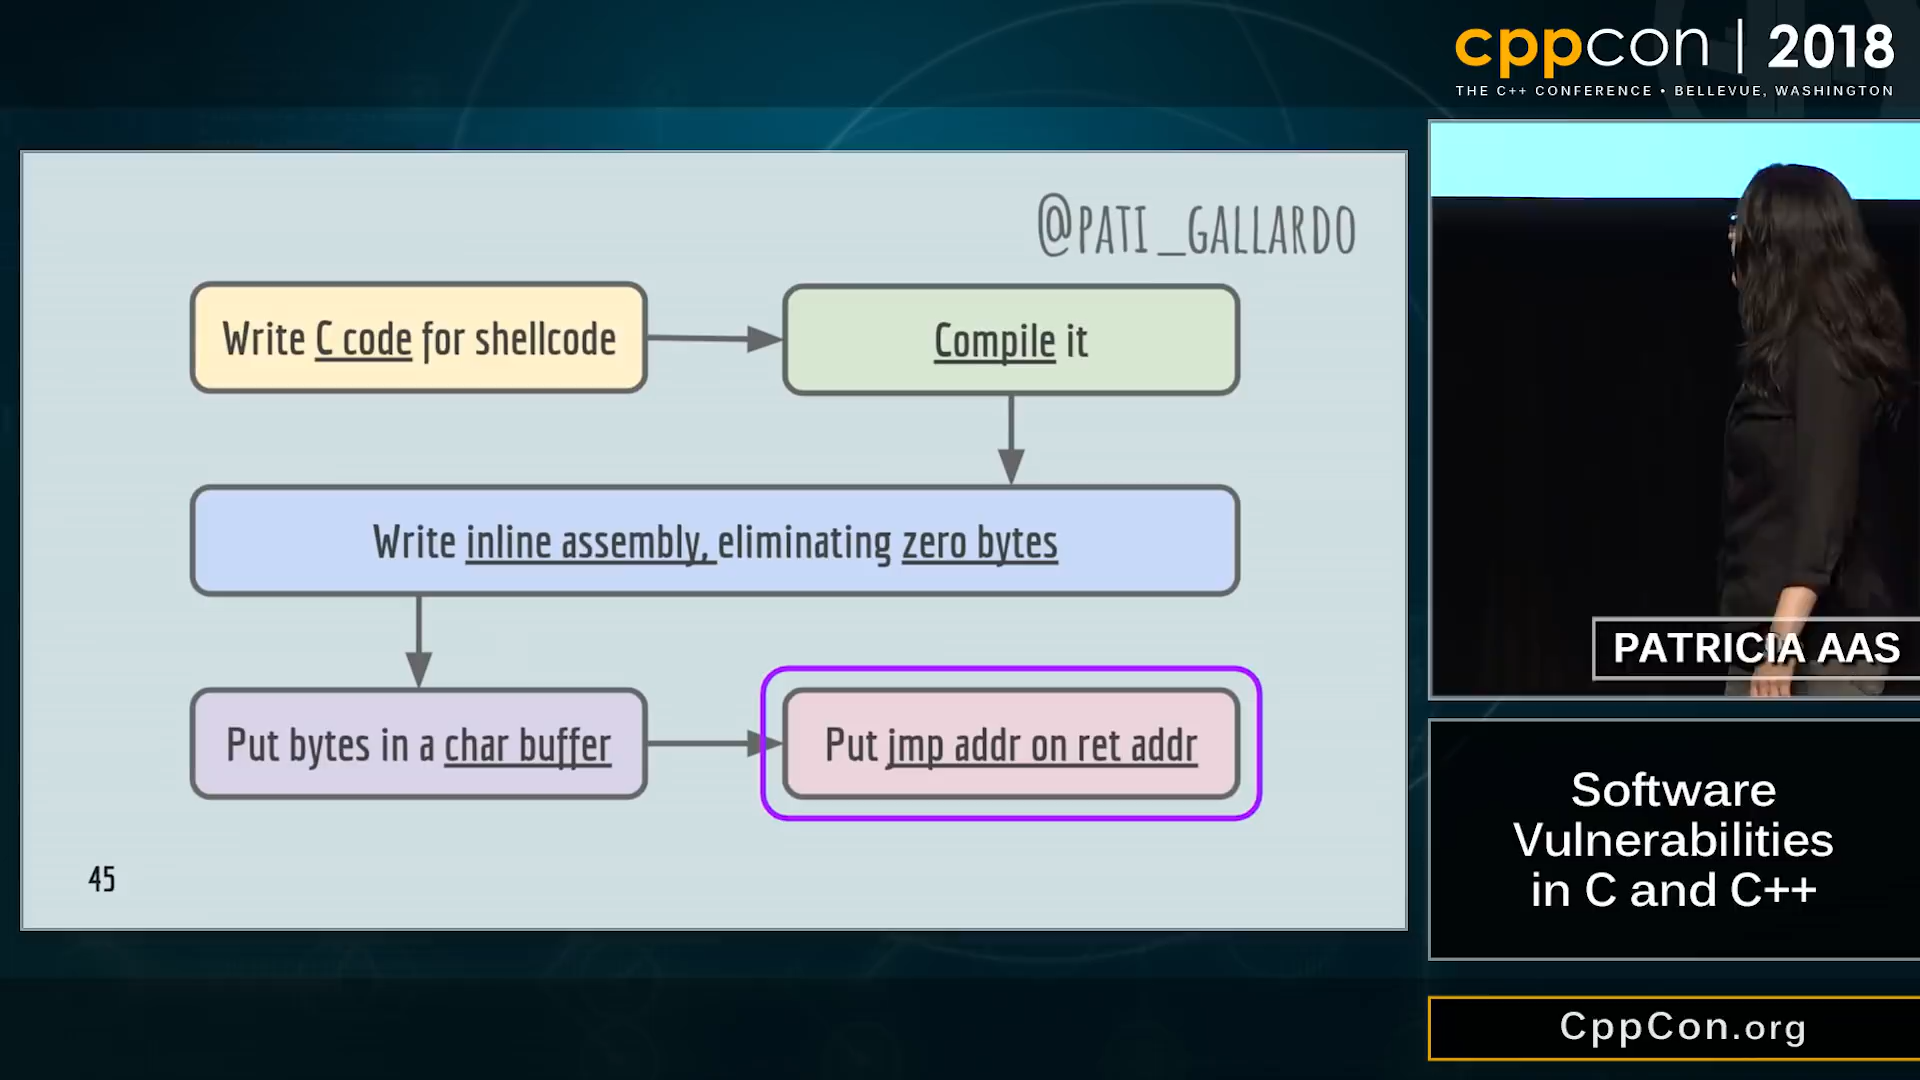 cppcon | 2018
THE C++ CONFERENCE • BELLEVUE, WASHINGTON
@PATI_GALLARDO
Write C code for shellcode
Compile it
Write inline assembly, eliminating zero bytes
Put bytes in a char buffer
Put jmp addr on ret addr
45
PATRICIA AAS
Software
Vulnerabilities
in C and C++
CppCon.org